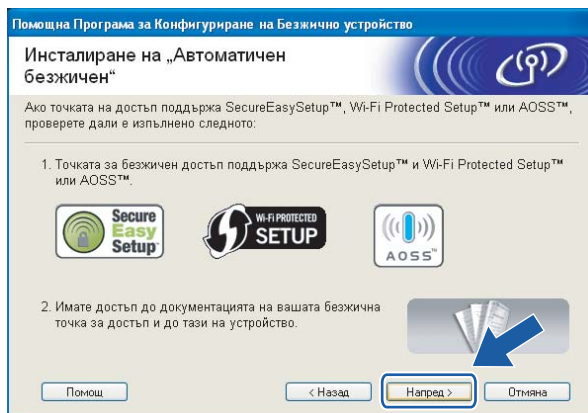 Помощна Програма за Конфигуриране на Безжично устройство
Инсталиране на „Автоматичен
безжичен“
Ако точката на достъп поддържа SecureEasySetup™, Wi-Fi Protected Setup™ или AOSS™,
проверете дали е изпълнено следното:
1. Точката за безжичен достъп поддържа SecureEasySetup™ и Wi-Fi Protected Setup™
или AOSS™.
Secure
Easy
Setup™
WI-FI PROTECTED
SETUP
AOSS™
2. Имате достъп до документацията на вашата безжична
точка за достъп и до тази на устройство.
Помощ
< Назад
Напред >
Отмяна